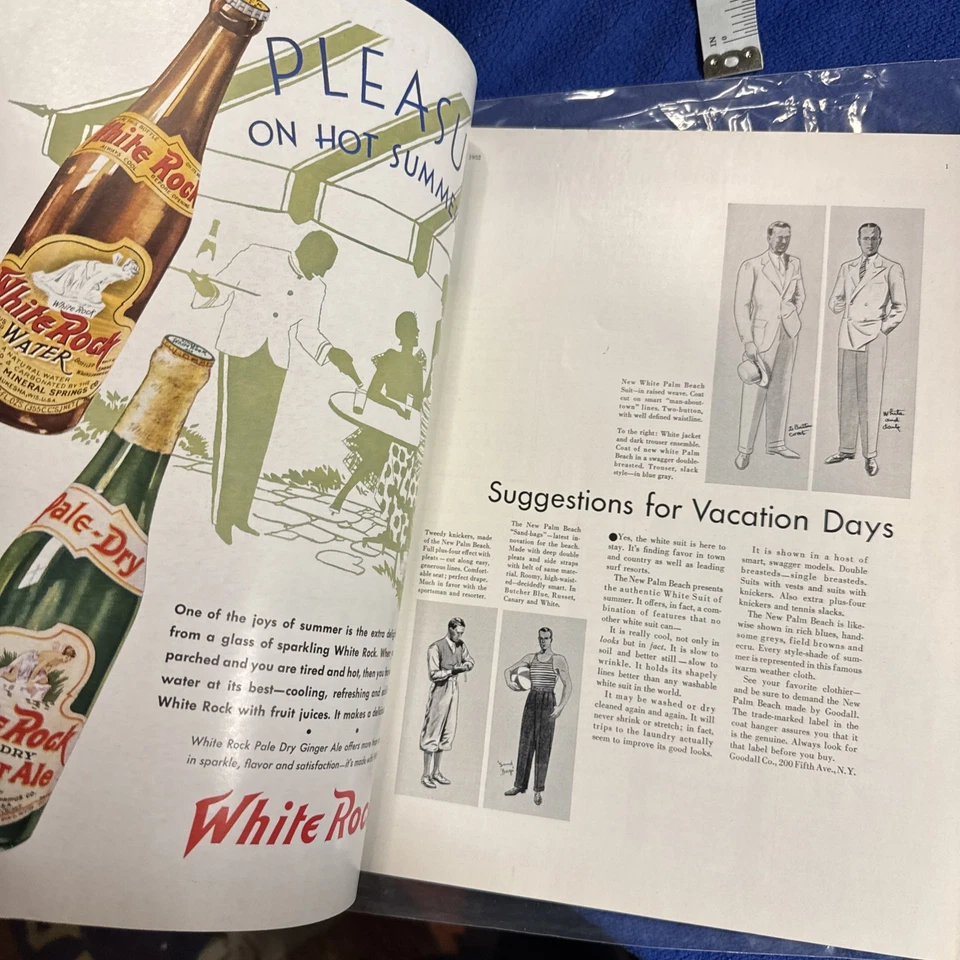 PLEASU
ON HOT SUMME
White Rock
ALWAYS COOL
BEFORE OPENING
White Rock
White Rock
WATER
MINERAL SPRINGS CO
WAUKESHA, WIS. U.S.A.
Pale-Dry
Rock
DRY
r Ale
One of the joys of summer is the extra
from a glass of sparkling White Rock.
parched and you are tired and hot, then you
water at its best—cooling, refreshing
White Rock with fruit juices. It makes a
White Rock Pale Dry Ginger Ale offers more
in sparkle, flavor and satisfaction—it's made
White Roc
IN
1
New White Palm Beach
Suit—in raised weave. Coat
cut on smart "man-about-
town" lines. Two-button,
with well defined waistline.
To the right: White jacket
and dark trouser ensemble.
Coat of new white Palm
Beach in a swagger double-
breasted. Trouser, slack
style—in blue gray.
White
and
Suggestions for Vacation Days
Tweedy knickers, made
of the New Palm Beach.
Full plus-four effect with
pleats—cut along easy,
generous lines. Comfort-
able seat; perfect drape.
Much in favor with the
sportsman and resorter.
The New Palm Beach
"Sand-bags"—latest in-
novation for the beach.
Made with deep double
pleats and side straps
with belt of same mate-
rial. Roomy, high-waist-
ed—decidedly smart. In
Butcher Blue, Russet,
Canary and White.
●Yes, the white suit is here to
stay. It's finding favor in town
and country as well as leading
surf resorts.
The New Palm Beach presents
the authentic White Suit of
summer. It offers, in fact, a com-
bination of features that no
other white suit can—
It is really cool, not only in
looks but in fact. It is slow to
soil and better still—slow to
wrinkle. It holds its shapely
lines better than any washable
white suit in the world.
It may be washed or dry
cleaned again and again. It will
never shrink or stretch; in fact,
trips to the laundry actually
seem to improve its good looks.
It is shown in a host of
smart, swagger models. Double
breasteds—single breasteds.
Suits with vests and suits with
knickers. Also extra plus-four
knickers and tennis slacks.
The New Palm Beach is like-
wise shown in rich blues, hand-
some greys, field browns and
ecru. Every style-shade of sum-
mer is represented in this famous
warm weather cloth.
See your favorite clothier—
and be sure to demand the New
Palm Beach made by Goodall.
The trade-marked label in the
coat hanger assures you that it
is the genuine. Always look for
that label before you buy.
Goodall Co., 200 Fifth Ave., N.Y.